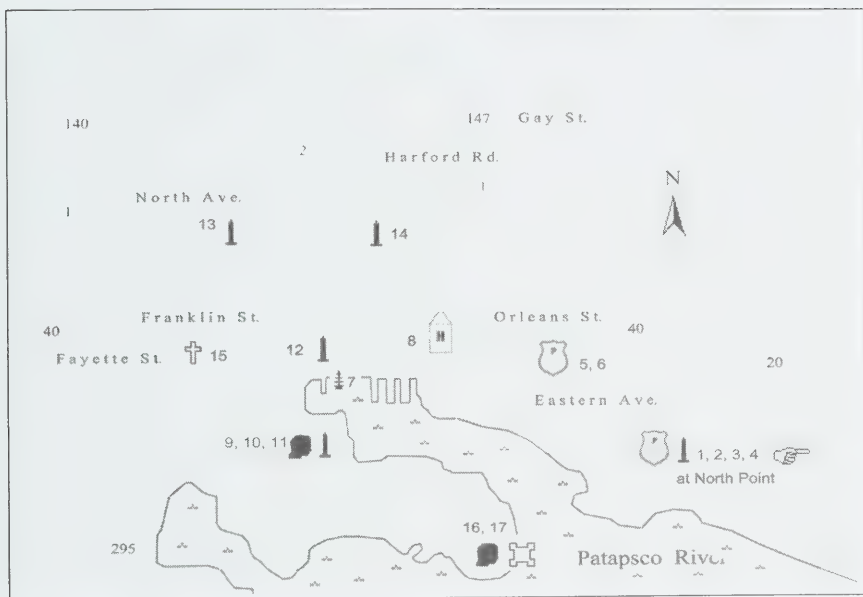 140
147 Gay St.
2
Harford Rd.
1
N
North Ave.
1
13
14
Franklin St.
Orleans St.
40
8
H
40
Fayette St.
15
12
P
5, 6
20
7
Eastern Ave.
9, 10, 11
P
1, 2, 3, 4
at North Point
16, 17
295
Patapsco River